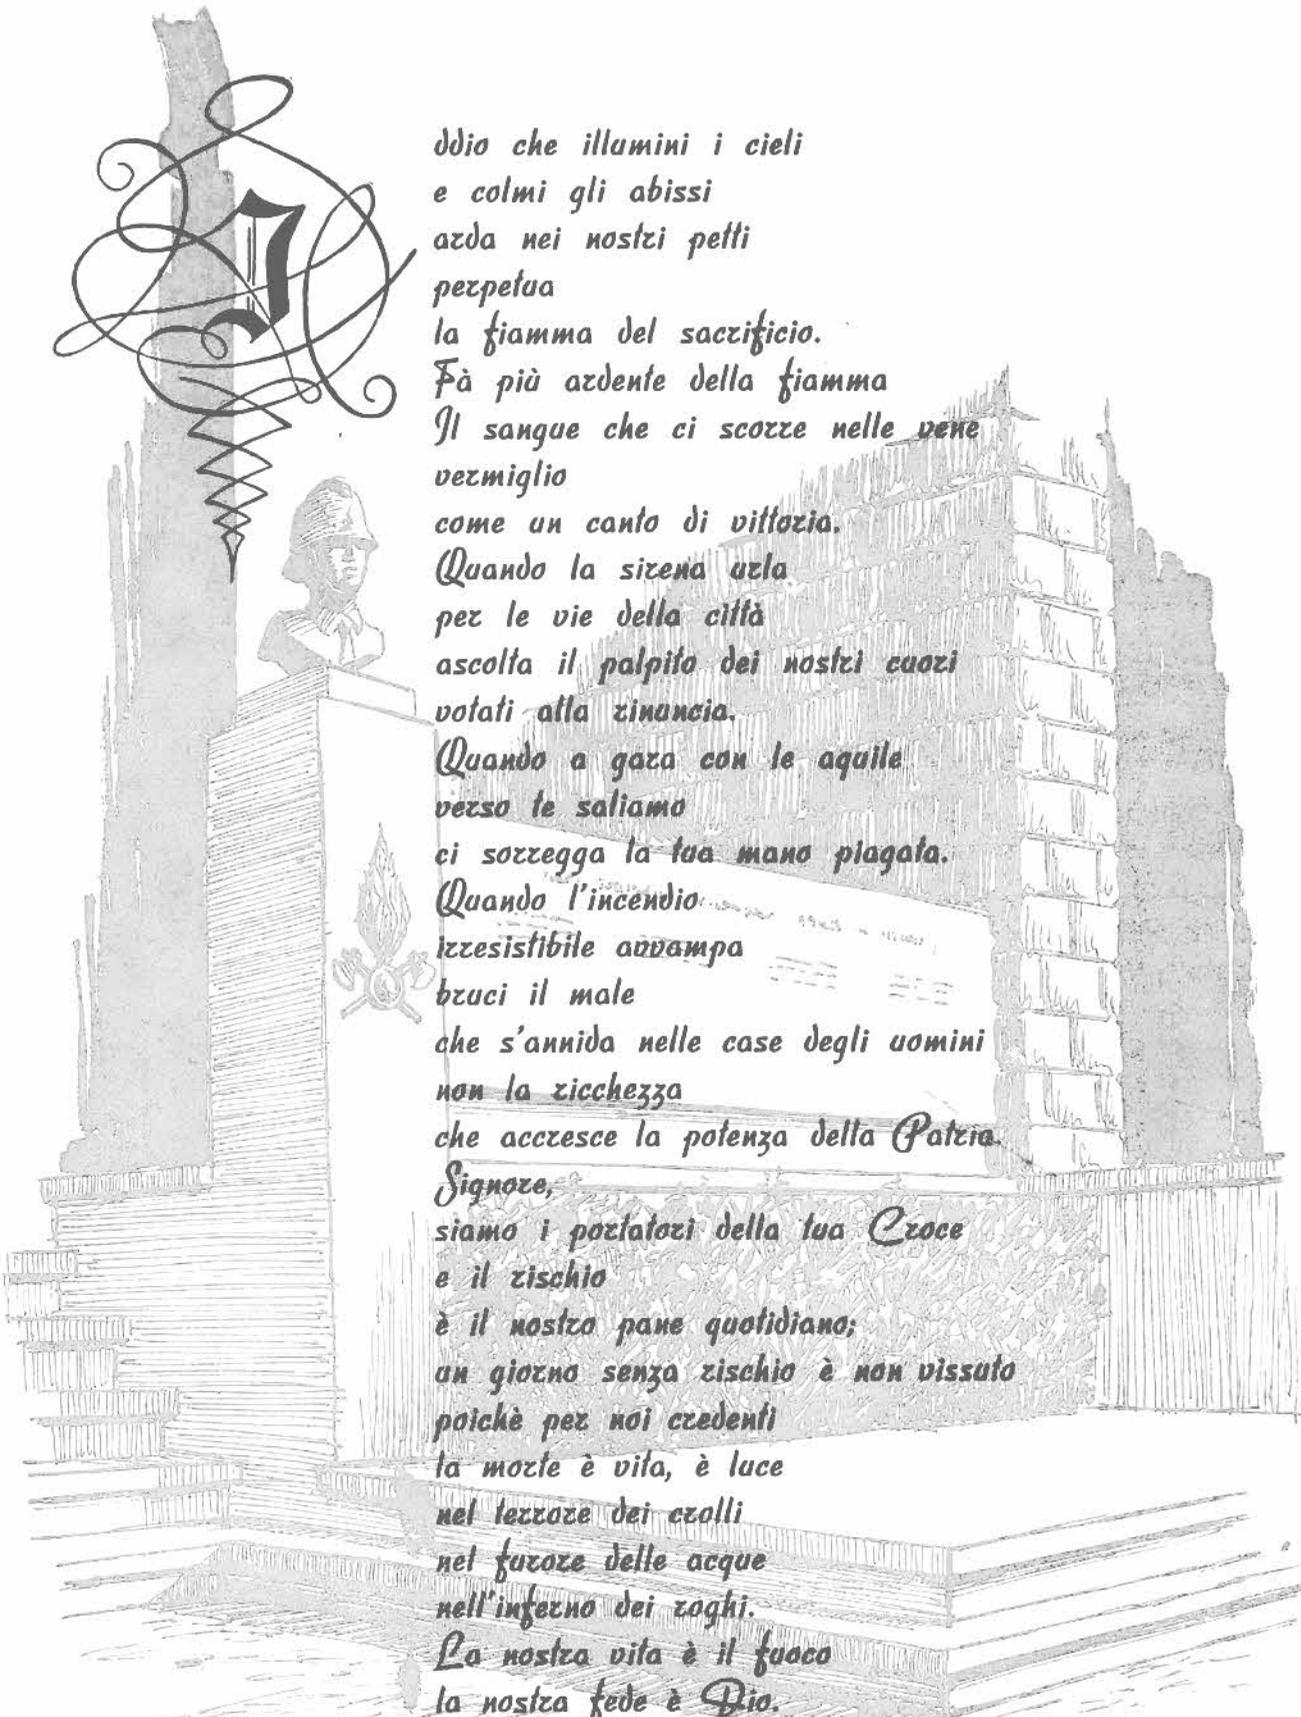 Iddio che illumini i cieli
e colmi gli abissi
arda nei nostri petti
perpetua
la fiamma del sacrificio.
Fà più ardente della fiamma
Il sangue che ci scorre nelle vene
vermiglio
come un canto di vittoria.
Quando la sirena urla
per le vie della città
ascolta il palpito dei nostri cuori
votati alla rinuncia.
Quando a gara con le aquile
verso te saliamo
ci sorregga la tua mano piagata.
Quando l'incendio
irresistibile avvampa
bruci il male
che s'annida nelle case degli uomini
non la ricchezza
che accresce la potenza della Patria.
Signore,
siamo i portatori della tua Croce
e il rischio
è il nostro pane quotidiano;
un giorno senza rischio è non vissuto
poichè per noi credenti
la morte è vita, è luce
nel terrore dei crolli
nel furore delle acque
nell'inferno dei roghi.
La nostra vita è il fuoco
la nostra fede è Dio.